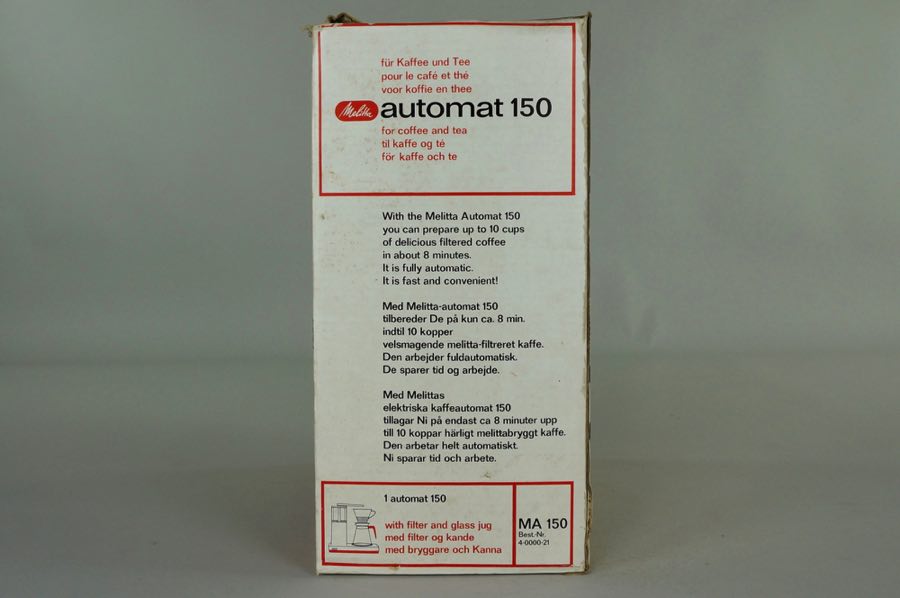 für Kaffee und Tee
pour le café et thé
voor koffie en thee
Melitta automat 150
for coffee and tea
til kaffe og té
för kaffe och te
With the Melitta Automat 150
you can prepare up to 10 cups
of delicious filtered coffee
in about 8 minutes.
It is fully automatic.
It is fast and convenient!
Med Melitta-automat 150
tilbereder De på kun ca. 8 min.
indtil 10 kopper
velsmagende melitta-filtreret kaffe.
Den arbejder fuldautomatisk.
De sparer tid og arbejde.
Med Melittas
elektriska kaffeautomat 150
tillagar Ni på endast ca 8 minuter upp
till 10 koppar härligt melittabryggt kaffe.
Den arbetar helt automatiskt.
Ni sparar tid och arbete.
1 automat 150
with filter and glass jug
med filter og kande
med bryggare och Kanna
MA 150
Best.-Nr.
4-0000-21